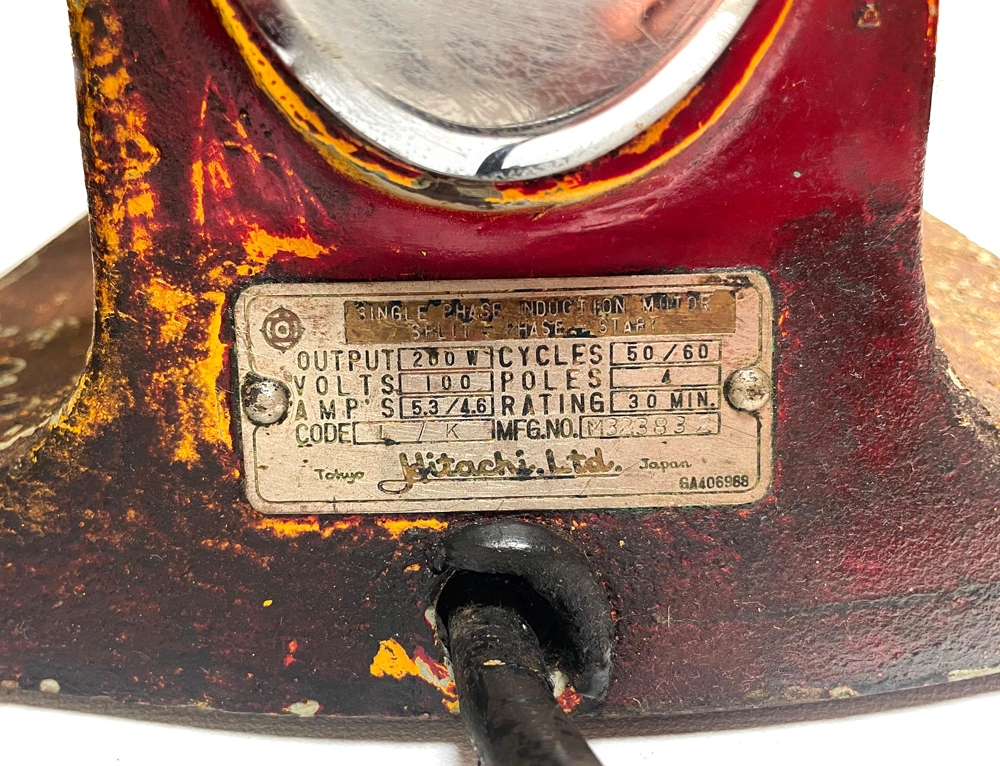 SINGLE PHASE INDUCTION MOTOR
SPLIT - PHASE START
OUTPUT 200 W CYCLES 50/60
VOLTS 100 POLES 4
AMP'S 5.3/4.6 RATING 30 MIN.
CODE L / K MFG.NO.
Tokyo Hitachi, Ltd. Japan
GA406988